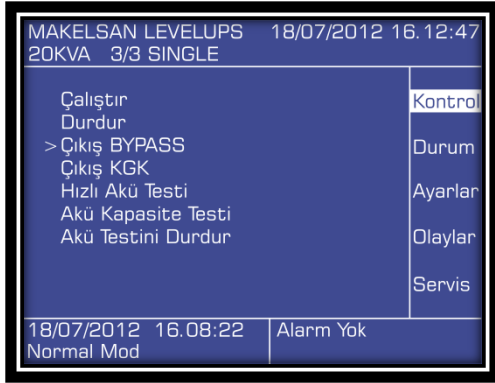 MAKELSAN LEVELUPS 18/07/2012 16.12:47
20KVA 3/3 SINGLE
Çalıştır
Durdur
>Çıkış BYPASS
Çıkış KGK
Hızlı Akü Testi
Akü Kapasite Testi
Akü Testini Durdur
Kontrol
Durum
Ayarlar
Olaylar
Servis
18/07/2012 16.08:22
Normal Mod
Alarm Yok